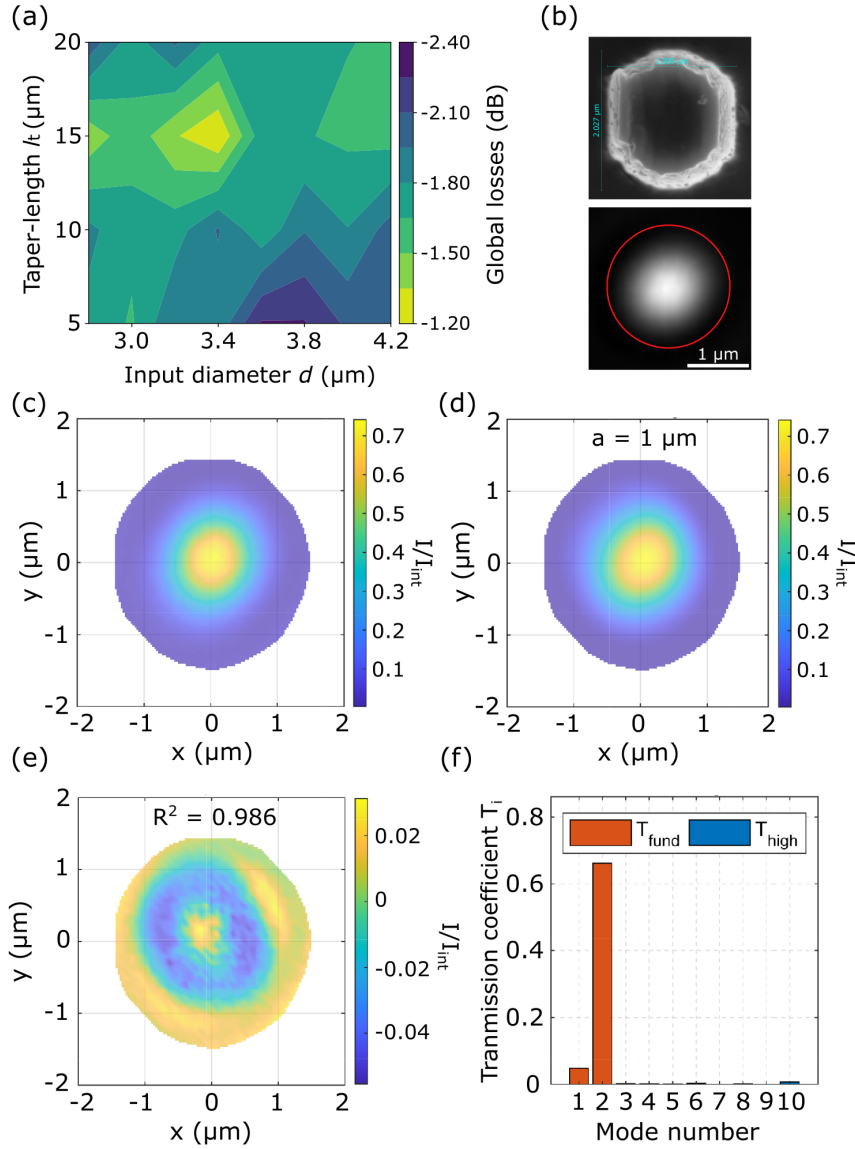 (a)
20
15
10
5
Taper-length lt (µm)
3.0 3.4 3.8 4.2
Input diameter d (µm)
-2.40
-2.10
-1.80
-1.50
-1.20
Global losses (dB)
(b)
2.027 µm
1 µm
(c)
2
1
0
-1
-2
y (µm)
-2 -1 0 1 2
x (µm)
0.7
0.6
0.5
0.4
0.3
0.2
0.1
I/Iint
(d)
a = 1 µm
2
1
0
-1
-2
y (µm)
-2 -1 0 1 2
x (µm)
0.7
0.6
0.5
0.4
0.3
0.2
0.1
I/Iint
(e)
R² = 0.986
2
1
0
-1
-2
y (µm)
-2 -1 0 1 2
x (µm)
0.02
0
-0.02
-0.04
I/Iint
(f)
Tfund Thigh
0.8
0.6
0.4
0.2
0
Tranmission coefficient Ti
1 2 3 4 5 6 7 8 9 10
Mode number